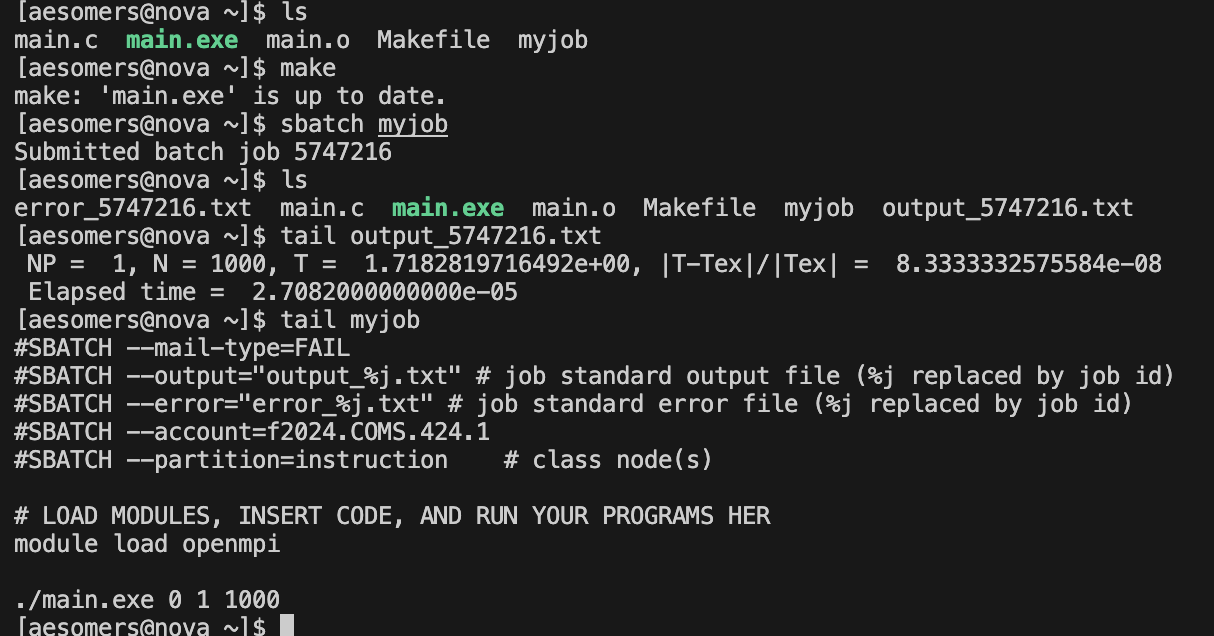 [aesomers@nova ~]$ ls
main.c  main.exe  main.o  Makefile  myjob
[aesomers@nova ~]$ make
make: 'main.exe' is up to date.
[aesomers@nova ~]$ sbatch myjob
Submitted batch job 5747216
[aesomers@nova ~]$ ls
error_5747216.txt  main.c  main.exe  main.o  Makefile  myjob  output_5747216.txt
[aesomers@nova ~]$ tail output_5747216.txt
 NP =  1, N = 1000, T =  1.7182819716492e+00, |T-Tex|/|Tex| =  8.3333332575584e-08
 Elapsed time =  2.7082000000000e-05
[aesomers@nova ~]$ tail myjob
#SBATCH --mail-type=FAIL
#SBATCH --output="output_%j.txt" # job standard output file (%j replaced by job id)
#SBATCH --error="error_%j.txt" # job standard error file (%j replaced by job id)
#SBATCH --account=f2024.COMS.424.1
#SBATCH --partition=instruction    # class node(s)

# LOAD MODULES, INSERT CODE, AND RUN YOUR PROGRAMS HER
module load openmpi

./main.exe 0 1 1000
[aesomers@nova ~]$